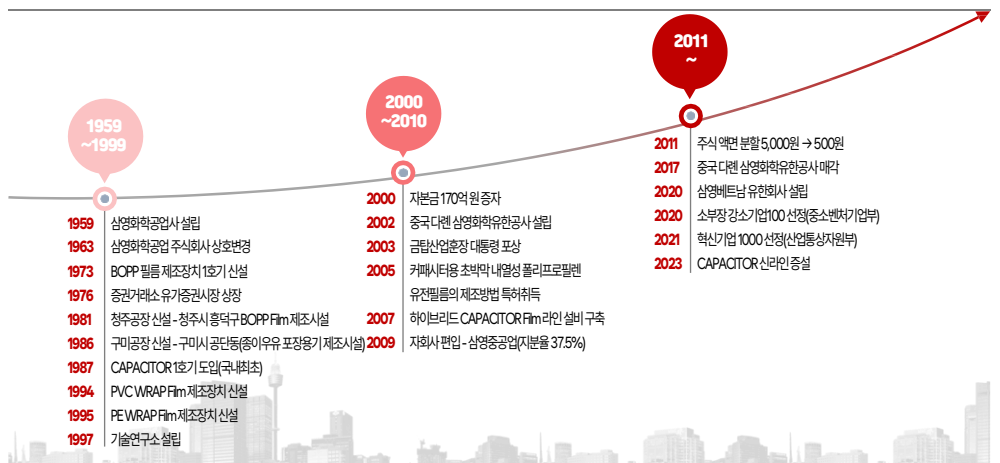 1959
~1999
1959 삼영화학공업사 설립
1963 삼영화학공업 주식회사 상호변경
1973 BOPP 필름 제조장치 1호기 신설
1976 증권거래소 유가증권시장 상장
1981 청주공장 신설 - 청주시 흥덕구 BOPP Film 제조시설
1986 구미공장 신설 - 구미시 공단동(종이우유 포장용기 제조시설)
1987 CAPACITOR 1호기 도입(국내최초)
1994 PVC WRAP Film 제조장치 신설
1995 PE WRAP Film 제조장치 신설
1997 기술연구소 설립
2000
~2010
2000 자본금 170억 원 증자
2002 중국 다롄 삼영화학유한공사 설립
2003 금탑산업훈장 대통령 포상
2005 커패시터용 초박막 내열성 폴리프로필렌
유전필름의 제조방법 특허취득
2007 하이브리드 CAPACITOR Film 라인 설비 구축
2009 자회사 편입 - 삼영중공업(지분율 37.5%)
2011
~
2011 주식 액면 분할 5,000원 → 500원
2017 중국 다롄 삼영화학유한공사 매각
2020 삼영베트남 유한회사 설립
2020 소부장 강소기업100 선정(중소벤처기업부)
2021 혁신기업 1000 선정(산업통상자원부)
2023 CAPACITOR 신라인 증설